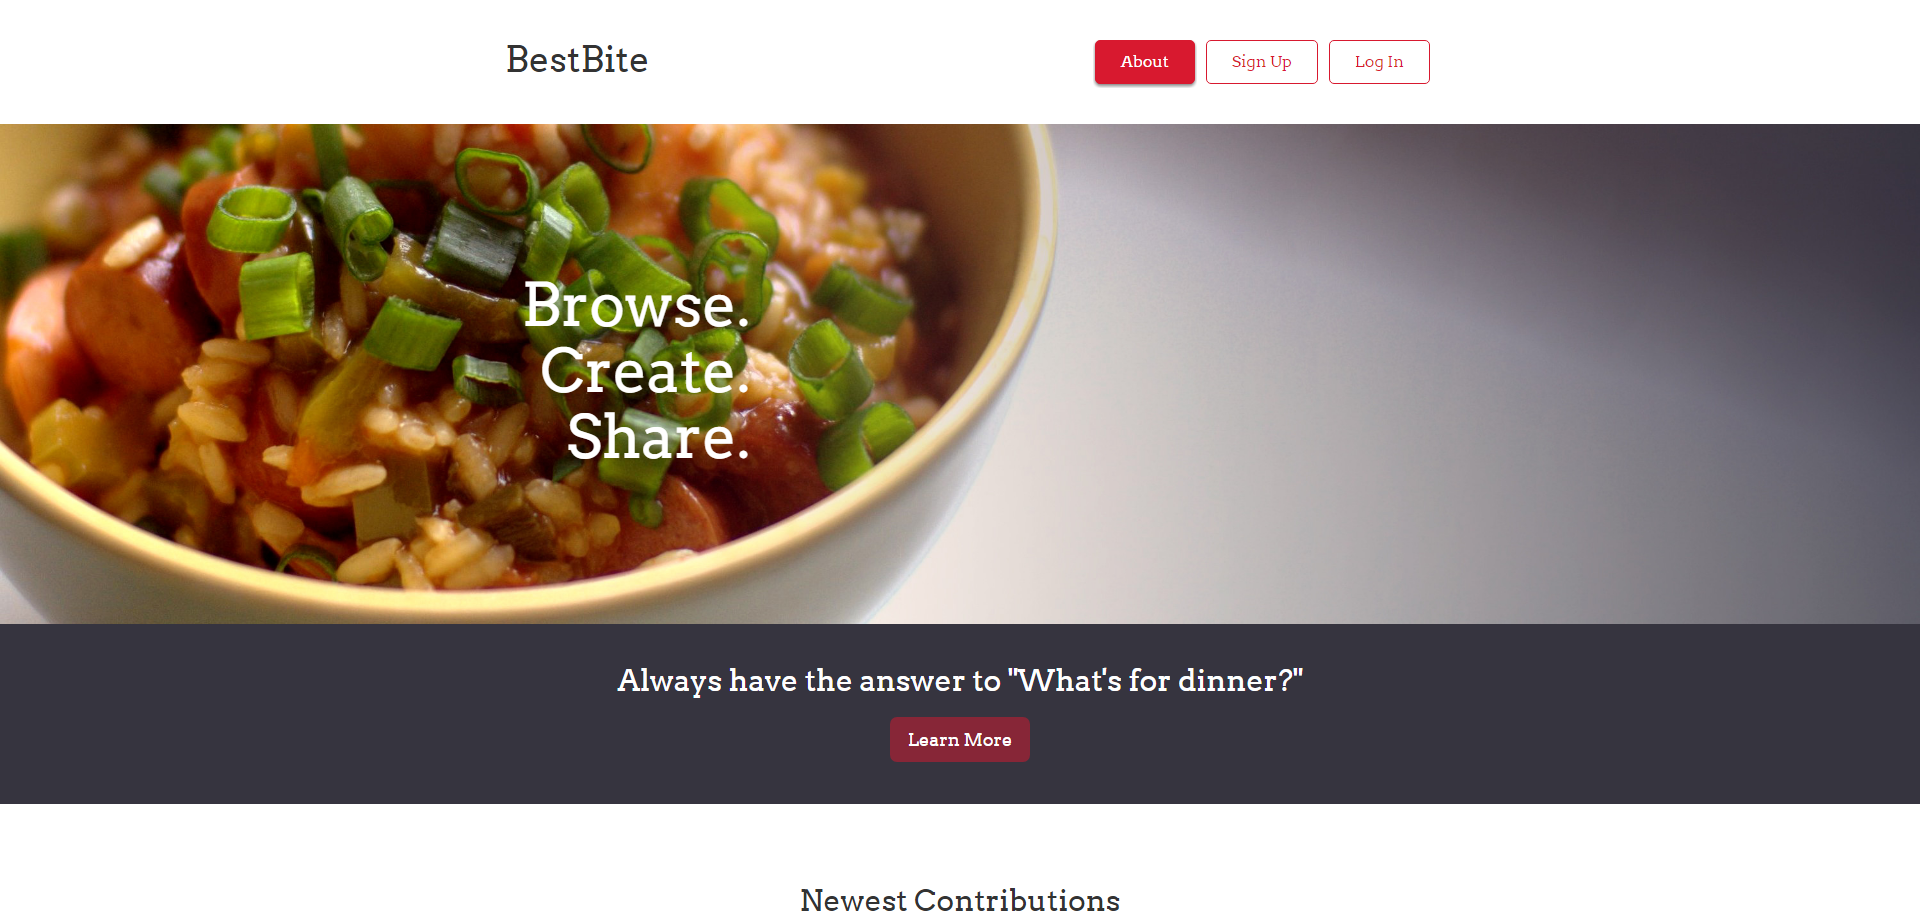 BestBite
About
Sign Up
Log In
Browse.
Create.
Share.
Always have the answer to "What's for dinner?"
Learn More
Newest Contributions